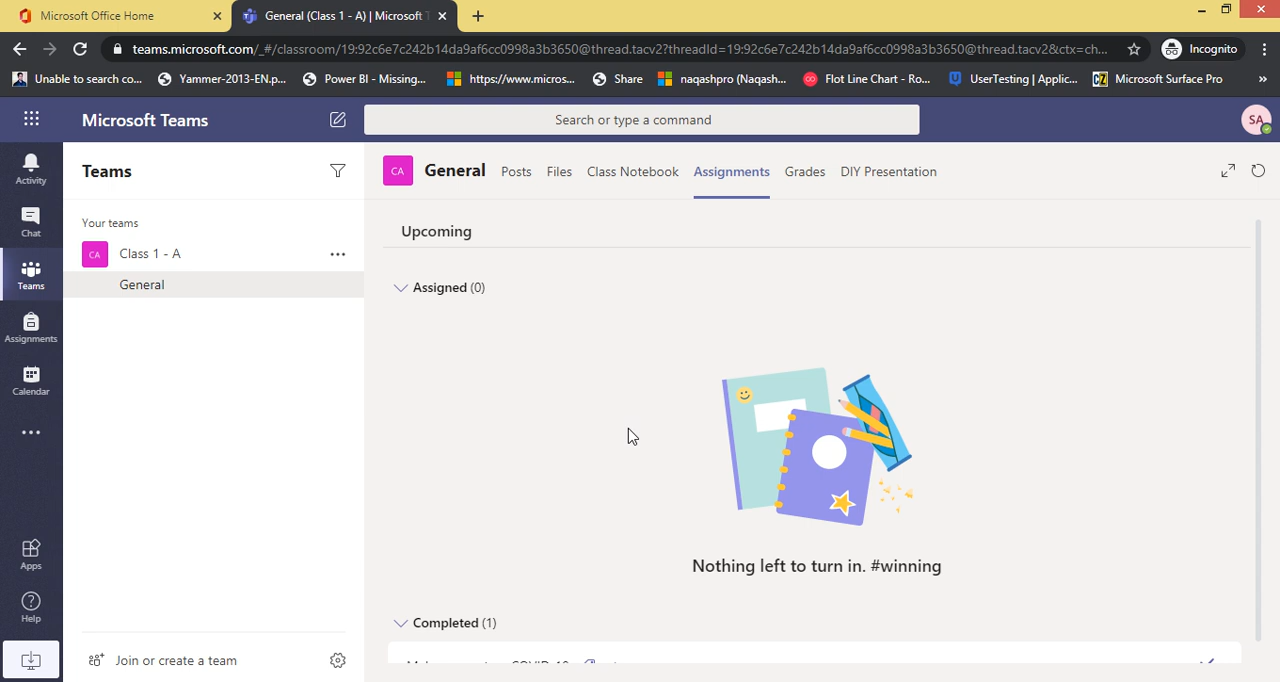 Microsoft Office Home
General (Class 1 - A) | Microsoft T
teams.microsoft.com/_#/classroom/19:92c6e7c242b14da9af6cc0998a3b3650@thread.tacv2?threadId=19:92c6e7c242b14da9af6cc0998a3b3650@thread.tacv2&ctx=ch...
Incognito
Unable to search co...
Yammer-2013-EN.p...
Power BI - Missing...
https://www.micros...
Share
naqashpro (Naqash...
Flot Line Chart - Ro...
UserTesting | Applic...
Microsoft Surface Pro
»
Microsoft Teams
Search or type a command
SA
Activity
Chat
Teams
Assignments
Calendar
Apps
Help
Teams
Your teams
CA Class 1 - A
General
Join or create a team
CA General Posts Files Class Notebook Assignments Grades DIY Presentation
Upcoming
Assigned (0)
Nothing left to turn in. #winning
Completed (1)